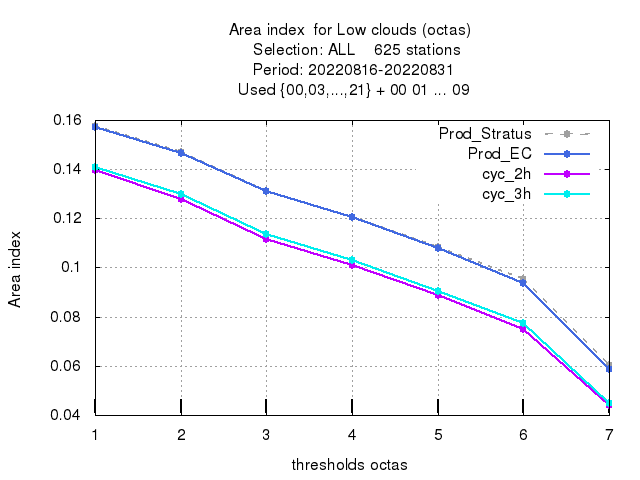 Area index for Low clouds (octas)
Selection: ALL 625 stations
Period: 20220816-20220831
Used {00,03,...,21} + 00 01 ... 09
Prod_Stratus
Prod_EC
cyc_2h
cyc_3h
0.16
0.14
0.12
0.1
0.08
0.06
0.04
Area index
1 2 3 4 5 6 7
thresholds octas